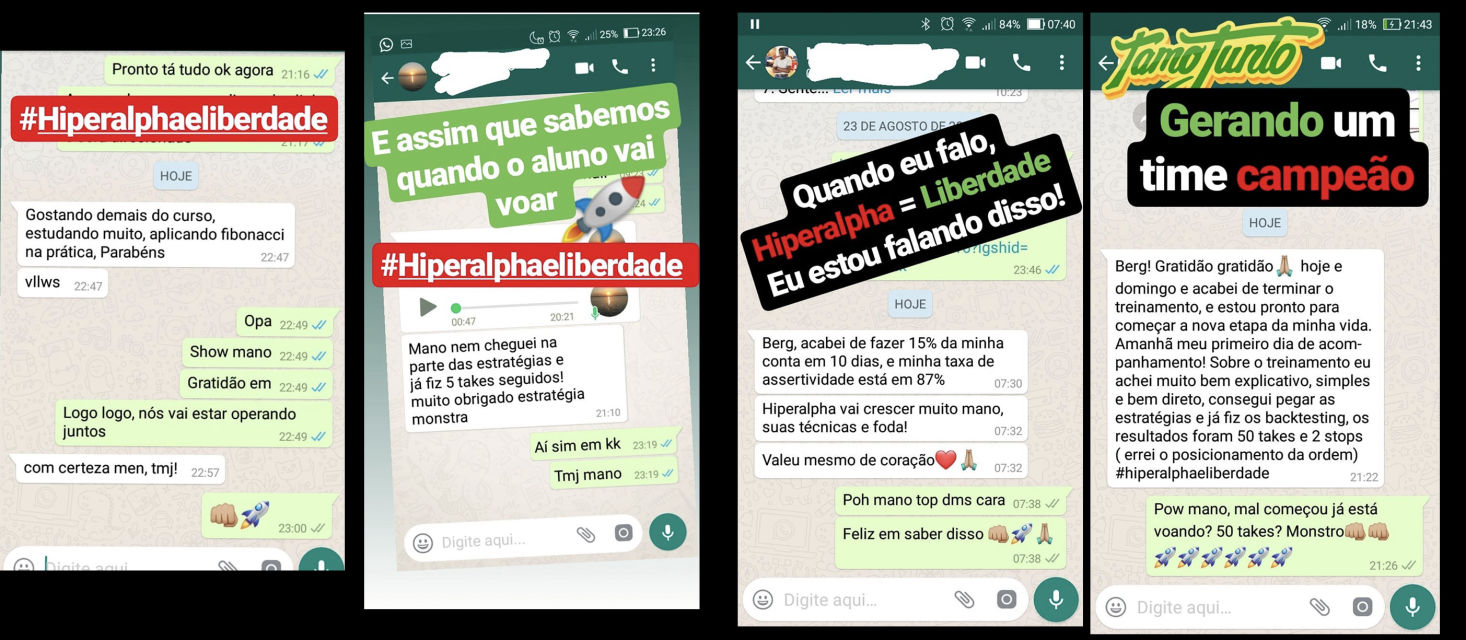 Pronto tá tudo ok agora 21:16
#Hiperalphaeliberdade
21:17
HOJE
Gostando demais do curso,
estudando muito, aplicando fibonacci
na prática, Parabéns 22:47
vllws 22:47
Opa 22:49
Show mano 22:49
Gratidão em 22:49
Logo logo, nós vai estar operando
juntos 22:49
com certeza men, tmj! 22:57
23:00
Digite aqui
25% 23:26
E assim que sabemos
quando o aluno vai
voar
#Hiperalphaeliberdade
00:47 20:21
Mano nem cheguei na
parte das estratégias e
já fiz 5 takes seguidos!
muito obrigado estratégia
monstra 21:10
Aí sim em kk 23:19
Tmj mano 23:19
Digite aqui...
84% 07:40
7. Sente... Ler mais 10:23
23 DE AGOSTO DE
Quando eu falo,
Hiperalpha = Liberdade
Eu estou falando disso!
?igshid=
23:46
HOJE
Berg, acabei de fazer 15% da minha
conta em 10 dias, e minha taxa de
assertividade está em 87% 07:30
Hiperalpha vai crescer muito mano,
suas técnicas e foda! 07:32
Valeu mesmo de coração❤️🙏🏼 07:32
Poh mano top dms cara 07:38
Feliz em saber disso 👊🏼🚀🙏🏼
07:38
Digite aqui...
18% 21:43
Tamo Junto
Gerando um
time campeão
HOJE
Berg! Gratidão gratidão🙏🏼 hoje e
domingo e acabei de terminar o
treinamento, e estou pronto para
começar a nova etapa da minha vida.
Amanhã meu primeiro dia de acom-
panhamento! Sobre o treinamento eu
achei muito bem explicativo, simples
e bem direto, consegui pegar as
estratégias e já fiz os backtesting, os
resultados foram 50 takes e 2 stops
( errei o posicionamento da ordem)
#hiperalphaeliberdade 21:22
Pow mano, mal começou já está
voando? 50 takes? Monstro👊🏼👊🏼
🚀🚀🚀🚀🚀🚀 21:26
Digite aqui...